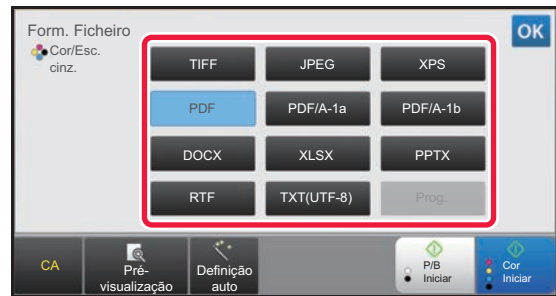 Form. Ficheiro
OK
Cor/Esc.
cinz.
TIFF JPEG XPS
PDF PDF/A-1a PDF/A-1b
DOCX XLSX PPTX
RTF TXT(UTF-8) Prog.
CA
Pré-
visualização
Definição
auto
P/B
Iniciar
Cor
Iniciar